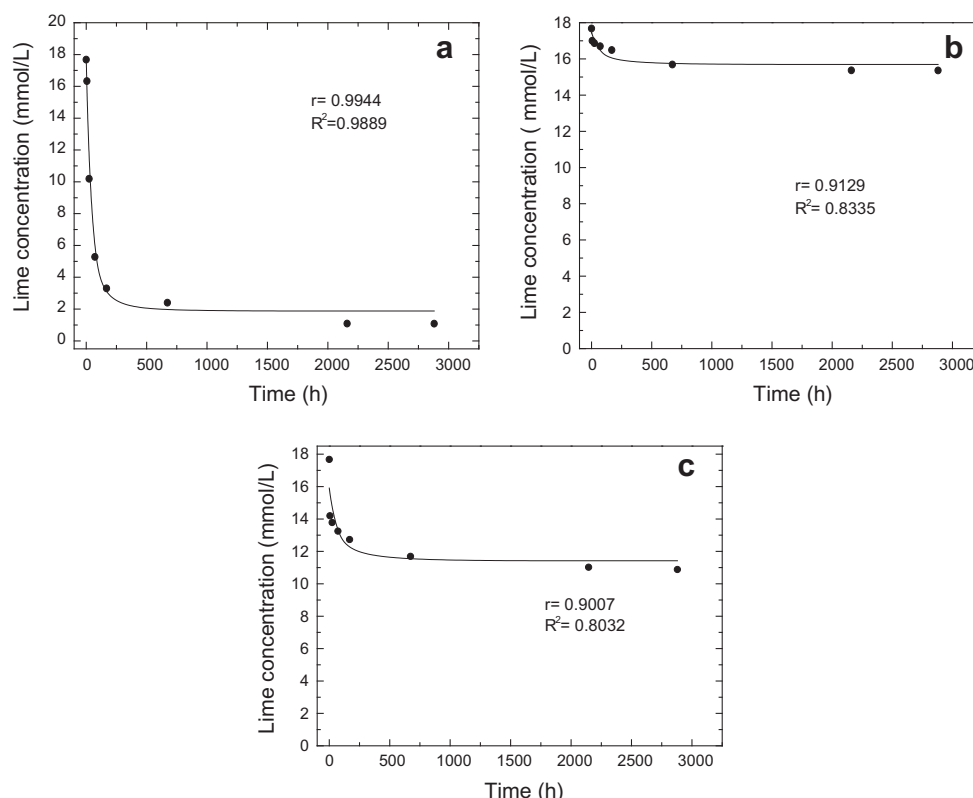 a
20
18
16
14
12
10
8
6
4
2
0
Lime concentration (mmol/L)
r= 0.9944
R²=0.9889
0 500 1000 1500 2000 2500 3000
Time (h)
b
18
16
14
12
10
8
6
4
2
0
Lime concentration ( mmol/L)
r= 0.9129
R²= 0.8335
0 500 1000 1500 2000 2500 3000
Time (h)
c
18
16
14
12
10
8
6
4
2
0
Lime concentration (mmol/L)
r= 0.9007
R²= 0.8032
0 500 1000 1500 2000 2500 3000
Time (h)